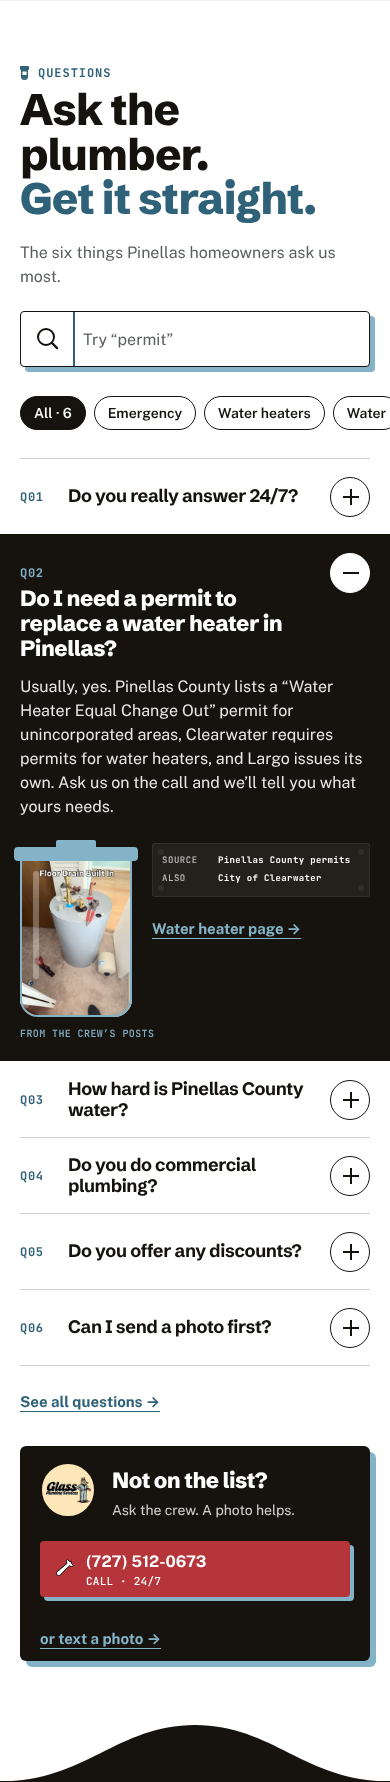 QUESTIONS
Ask the
plumber.
Get it straight.
The six things Pinellas homeowners ask us
most.
Try “permit”
All · 6
Emergency
Water heaters
Water
Q01
Do you really answer 24/7?
Q02
Do I need a permit to
replace a water heater in
Pinellas?
Usually, yes. Pinellas County lists a “Water
Heater Equal Change Out” permit for
unincorporated areas, Clearwater requires
permits for water heaters, and Largo issues its
own. Ask us on the call and we’ll tell you what
yours needs.
Floor Drain Built In
SOURCE Pinellas County permits
ALSO City of Clearwater
Water heater page →
FROM THE CREW’S POSTS
Q03
How hard is Pinellas County
water?
Q04
Do you do commercial
plumbing?
Q05
Do you offer any discounts?
Q06
Can I send a photo first?
See all questions →
Glass
Plumbing Services
Not on the list?
Ask the crew. A photo helps.
(727) 512-0673
CALL · 24/7
or text a photo →